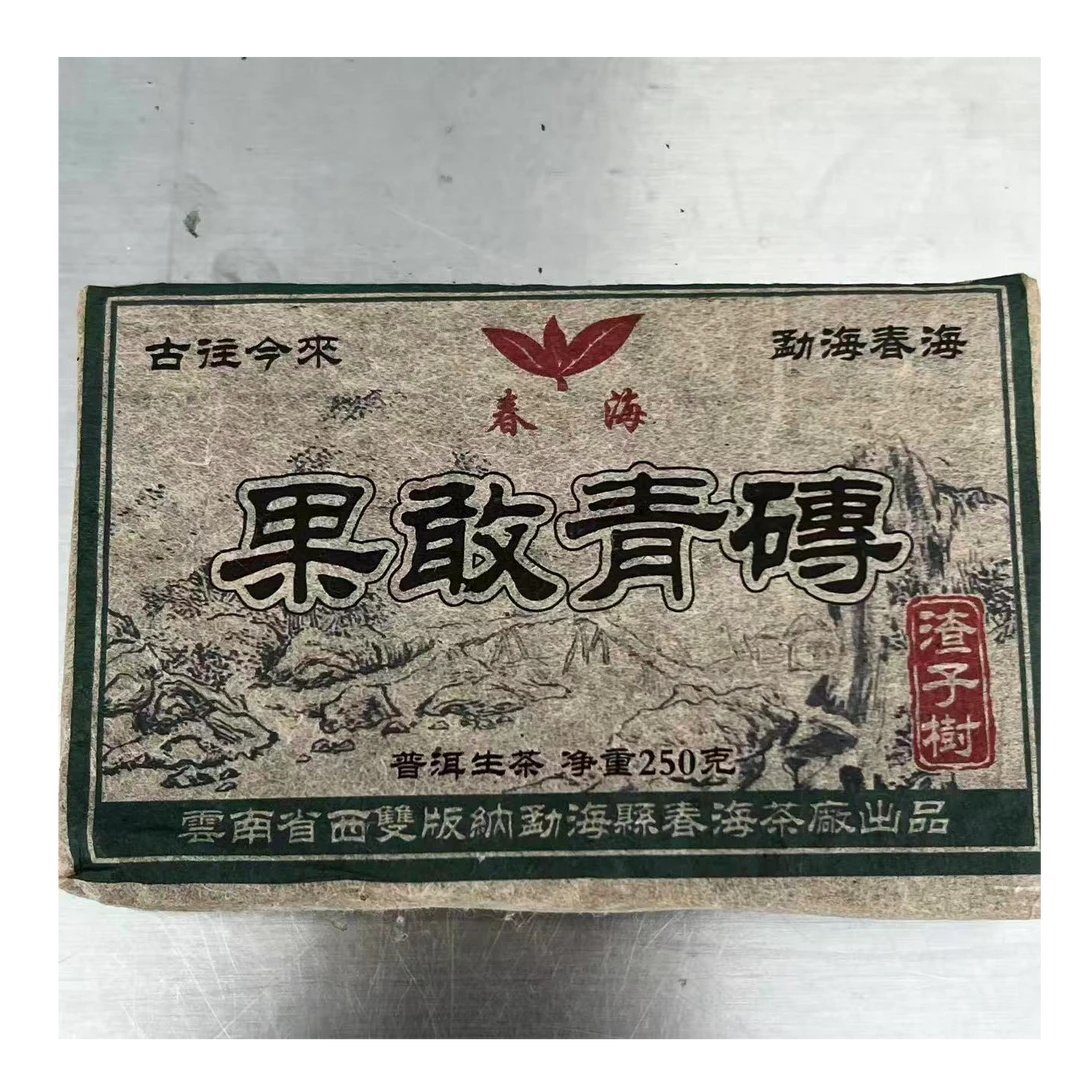 古往今來
勐海春海
春海
果敢青磚
渣子樹
普洱生茶 净重250克
雲南省西雙版納勐海縣春海茶廠出品